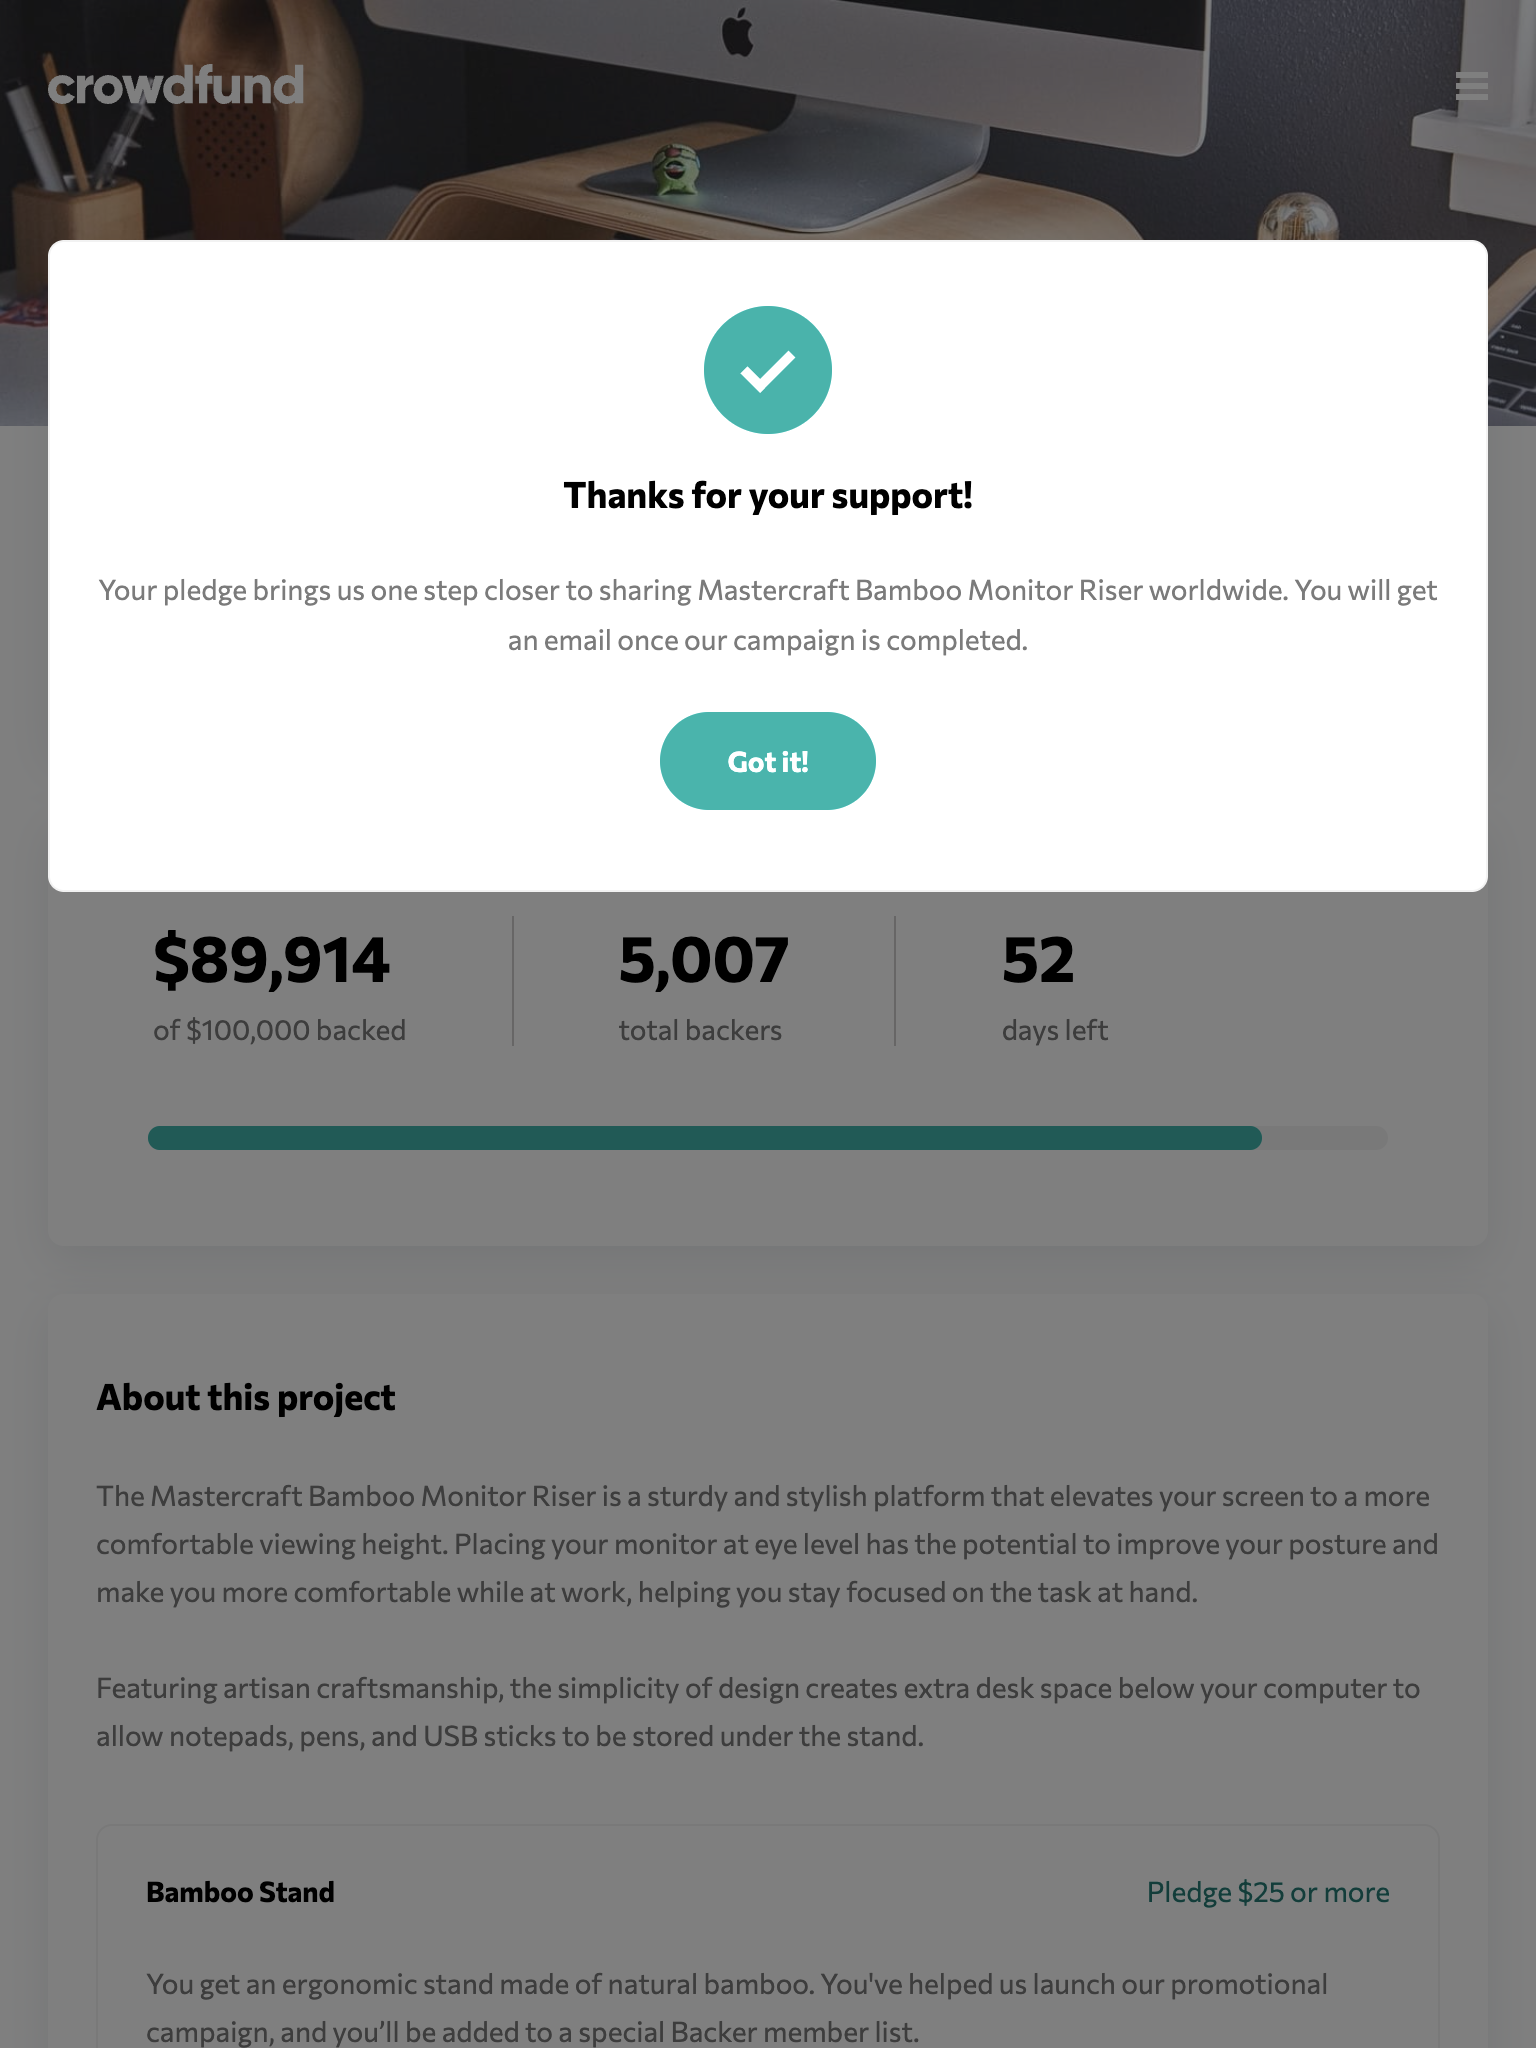 crowdfund
Thanks for your support!
Your pledge brings us one step closer to sharing Mastercraft Bamboo Monitor Riser worldwide. You will get
an email once our campaign is completed.
Got it!
$89,914
of $100,000 backed
5,007
total backers
52
days left
About this project
The Mastercraft Bamboo Monitor Riser is a sturdy and stylish platform that elevates your screen to a more
comfortable viewing height. Placing your monitor at eye level has the potential to improve your posture and
make you more comfortable while at work, helping you stay focused on the task at hand.
Featuring artisan craftsmanship, the simplicity of design creates extra desk space below your computer to
allow notepads, pens, and USB sticks to be stored under the stand.
Bamboo Stand
Pledge $25 or more
You get an ergonomic stand made of natural bamboo. You've helped us launch our promotional
campaign, and you’ll be added to a special Backer member list.